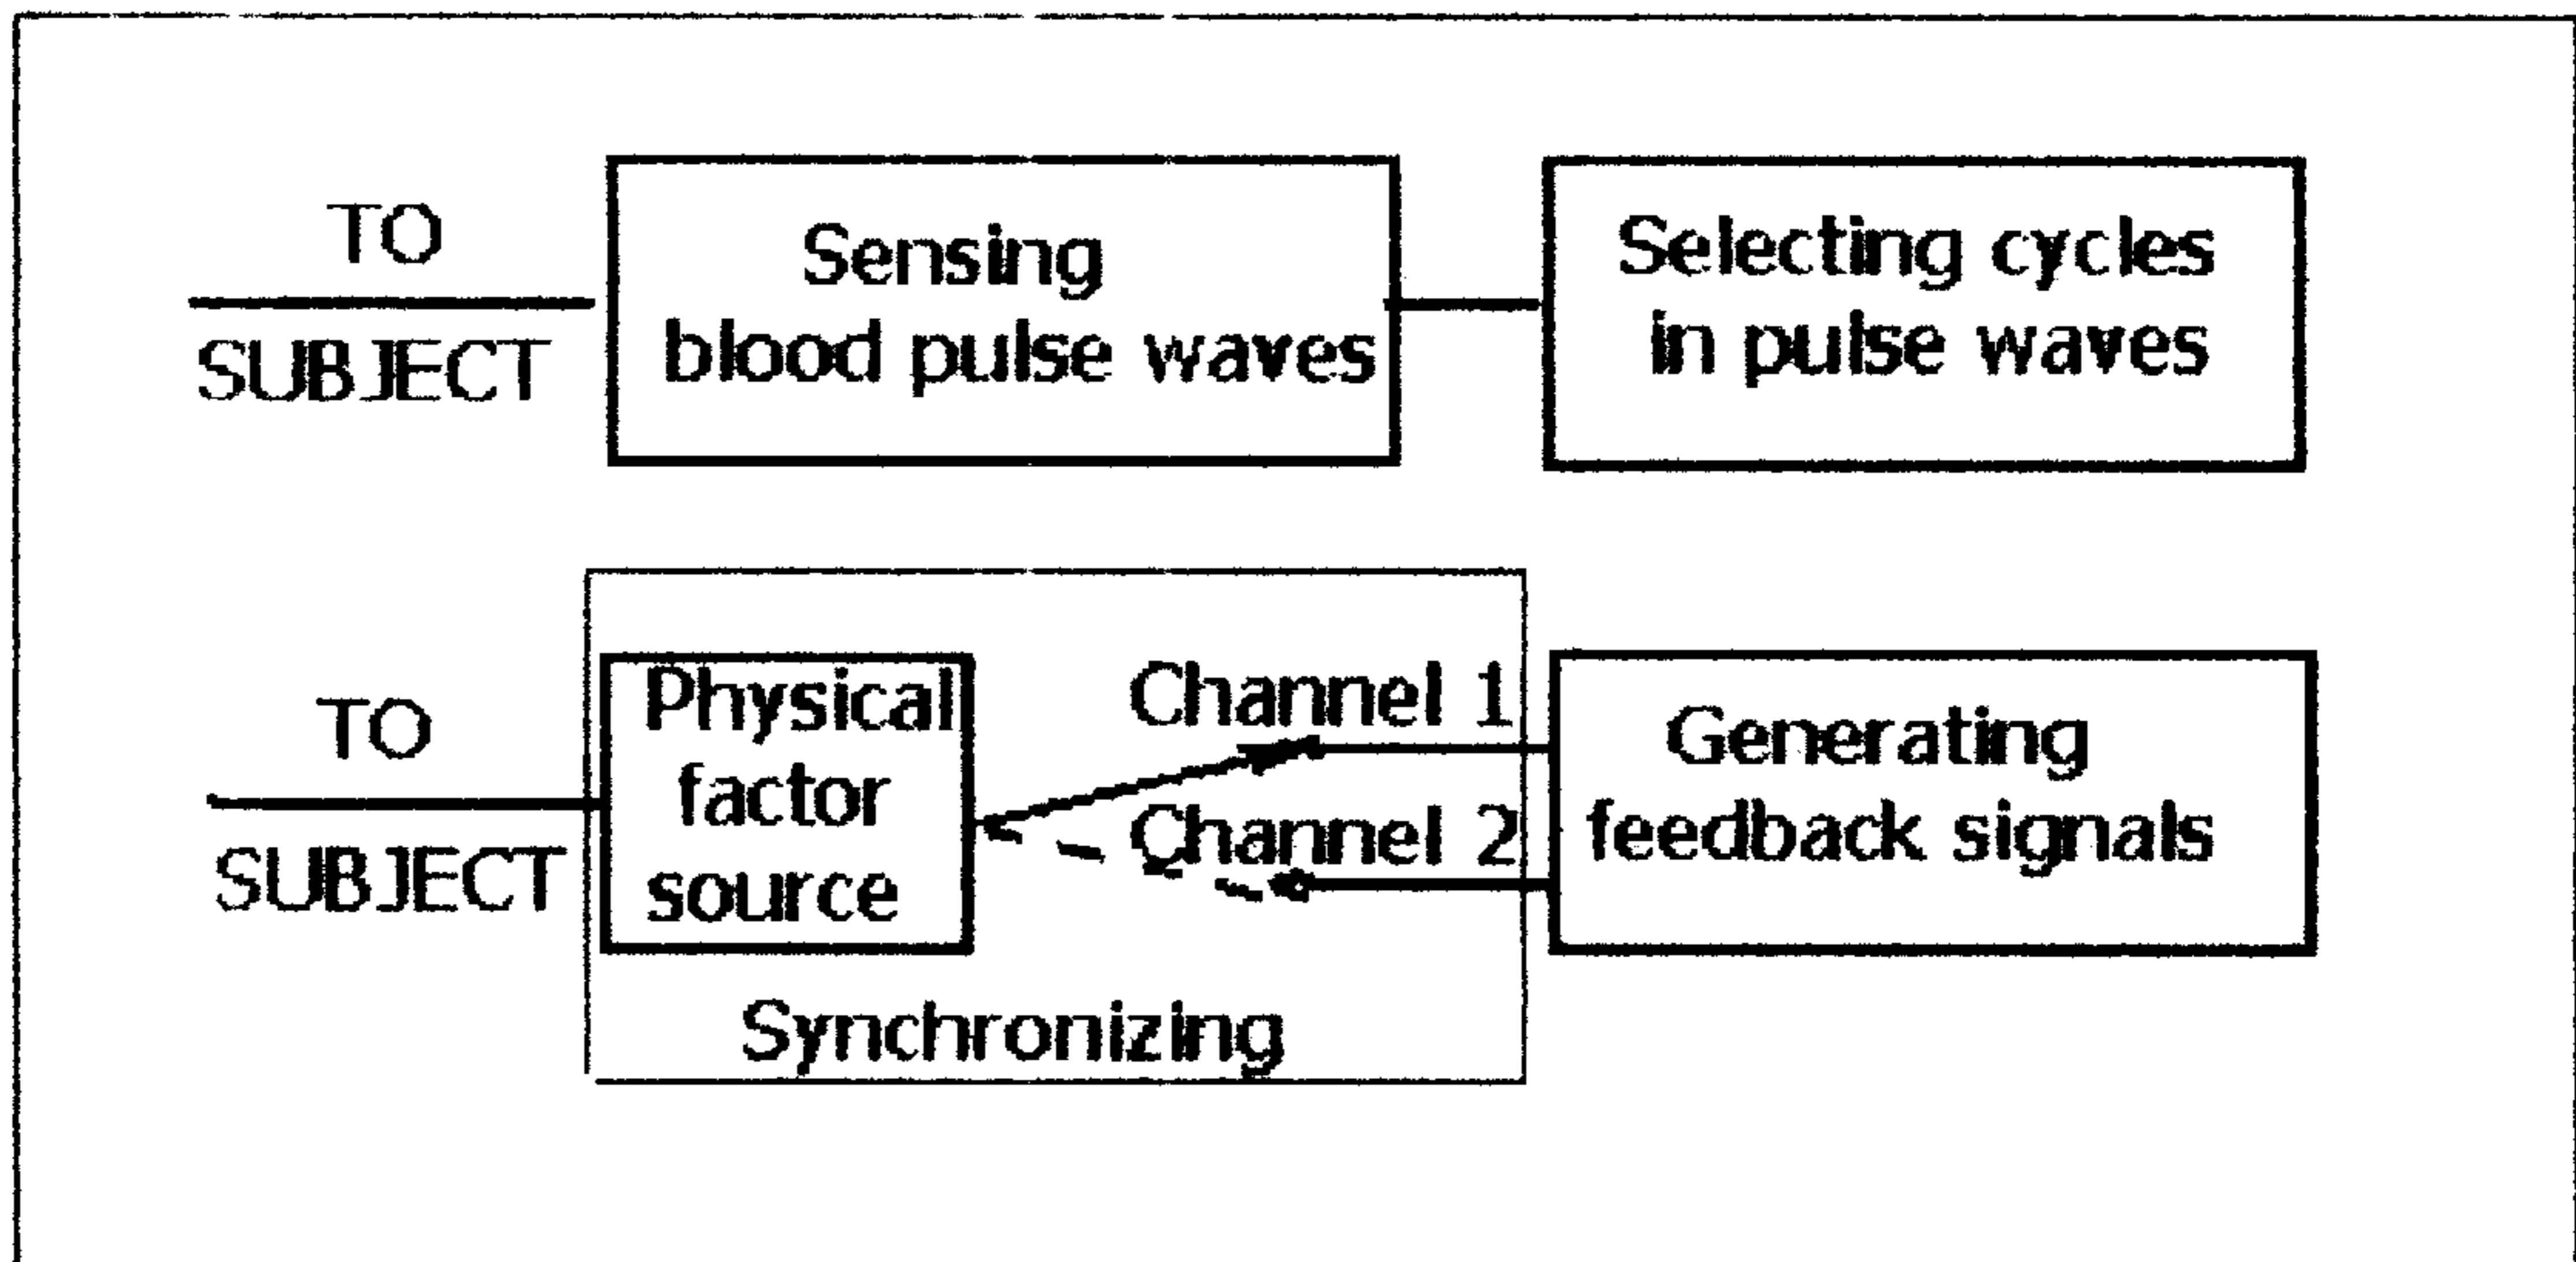 TO
SUBJECT
Sensing
blood pulse waves
Selecting cycles
in pulse waves
TO
SUBJECT
Physical
factor
source
Channel 1
Channel 2
Synchronizing
Generating
feedback signals